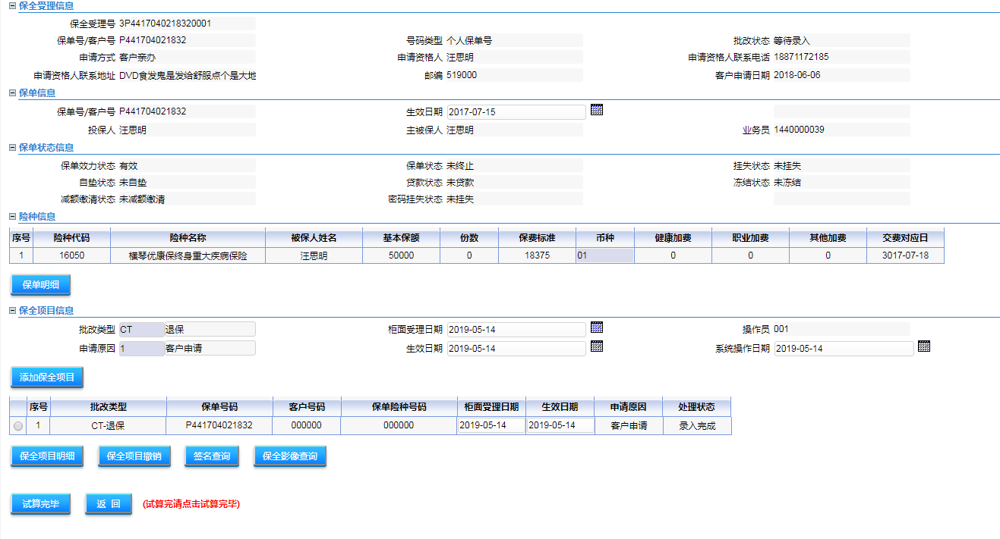 保全受理信息
保全受理号 3P4417040218320001
保单号/客户号 P441704021832 号码类型 个人保单号 批改状态 等待录入
申请方式 客户亲办 申请资格人 汪思明 申请资格人联系电话 18871172185
申请资格人联系地址 DVD食发鬼是发给舒服点个是大地 邮编 519000 客户申请日期 2018-06-06
保单信息
保单号/客户号 P441704021832 生效日期 2017-07-15
投保人 汪思明 主被保人 汪思明 业务员 1440000039
保单状态信息
保单效力状态 有效 保单状态 未终止 挂失状态 未挂失
自垫状态 未自垫 贷款状态 未贷款 冻结状态 未冻结
减额缴清状态 未减额缴清 密码挂失状态 未挂失
险种信息
序号 险种代码 险种名称 被保人姓名 基本保额 份数 保费标准 币种 健康加费 职业加费 其他加费 交费对应日
1 16050 横琴优康保终身重大疾病保险 汪思明 50000 0 18375 01 0 0 0 3017-07-18
保单明细
保全项目信息
批改类型 CT 退保 柜面受理日期 2019-05-14 操作员 001
申请原因 1 客户申请 生效日期 2019-05-14 系统操作日期 2019-05-14
添加保全项目
序号 批改类型 保单号码 客户号码 保单险种号码 柜面受理日期 生效日期 申请原因 处理状态
1 CT-退保 P441704021832 000000 000000 2019-05-14 2019-05-14 客户申请 录入完成
保全项目明细 保全项目撤销 签名查询 保全影像查询
试算完毕 返 回 (试算完请点击试算完毕)